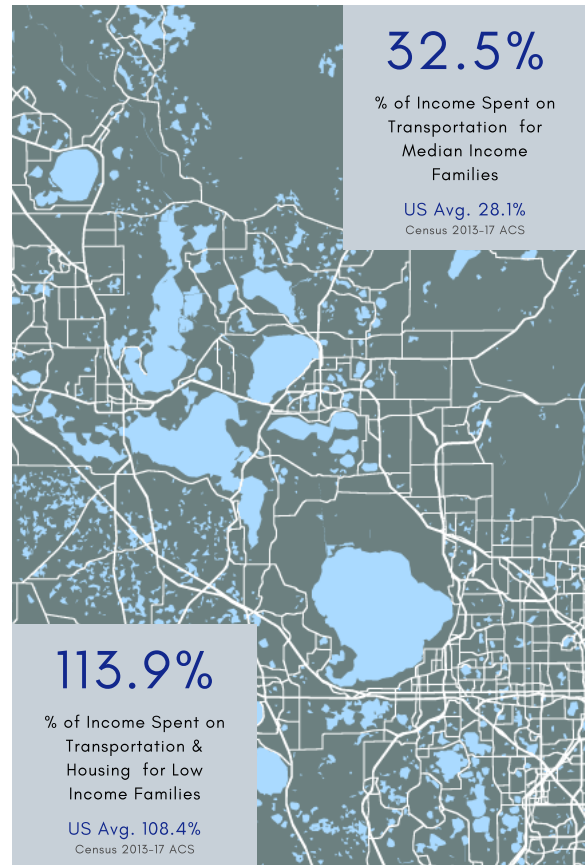 32.5%
% of Income Spent on
Transportation for
Median Income
Families
US Avg. 28.1%
Census 2013-17 ACS
113.9%
% of Income Spent on
Transportation &
Housing for Low
Income Families
US Avg. 108.4%
Census 2013-17 ACS